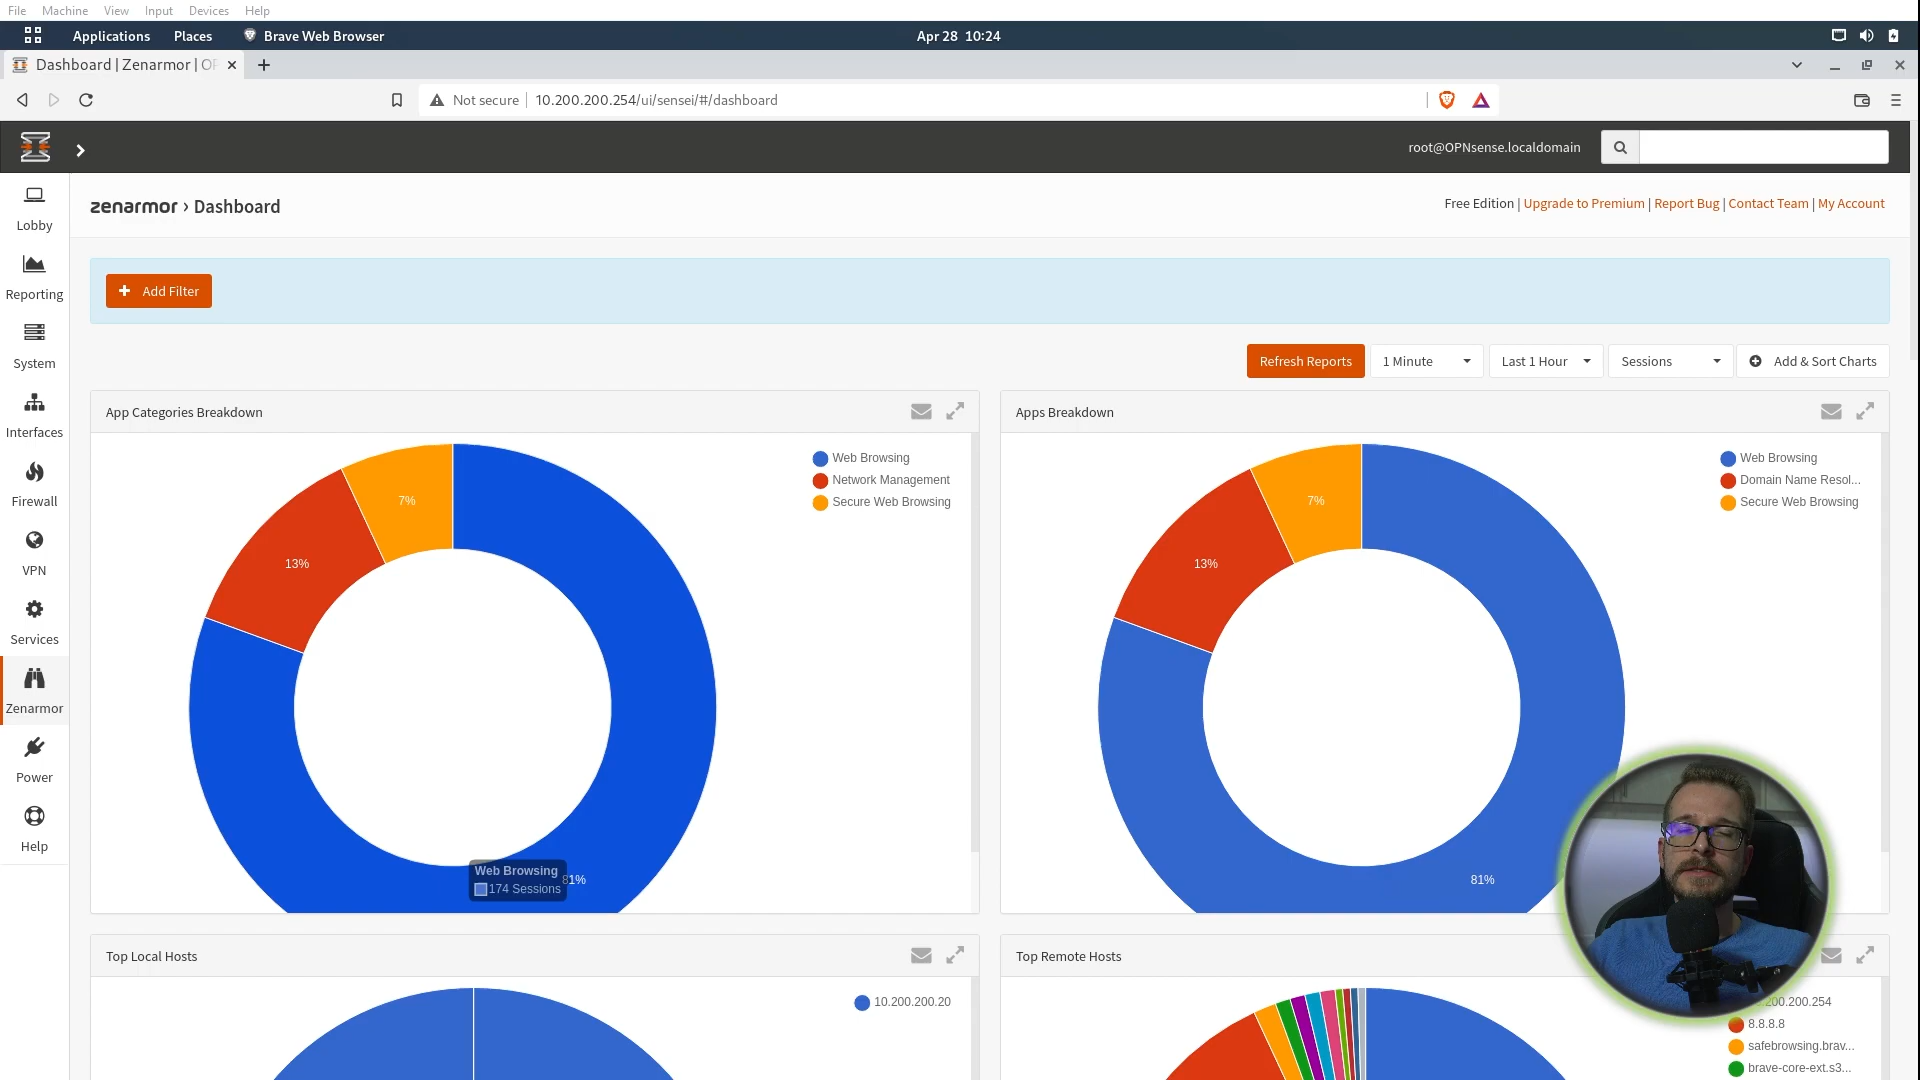 File Machine View Input Devices Help
Applications Places Brave Web Browser Apr 28 10:24
Dashboard | Zenarmor | OP
Not secure 10.200.200.254/ui/sensei/#/dashboard
root@OPNsense.localdomain
Lobby
Reporting
System
Interfaces
Firewall
VPN
Services
Zenarmor
Power
Help
zenarmor › Dashboard
Free Edition | Upgrade to Premium | Report Bug | Contact Team | My Account
Add Filter
Refresh Reports 1 Minute Last 1 Hour Sessions Add & Sort Charts
App Categories Breakdown
Web Browsing
Network Management
Secure Web Browsing
7%
13%
Web Browsing
174 Sessions
81%
Apps Breakdown
Web Browsing
Domain Name Resol...
Secure Web Browsing
7%
13%
81%
Top Local Hosts
10.200.200.20
Top Remote Hosts
.200.200.254
8.8.8.8
safebrowsing.brav...
brave-core-ext.s3...